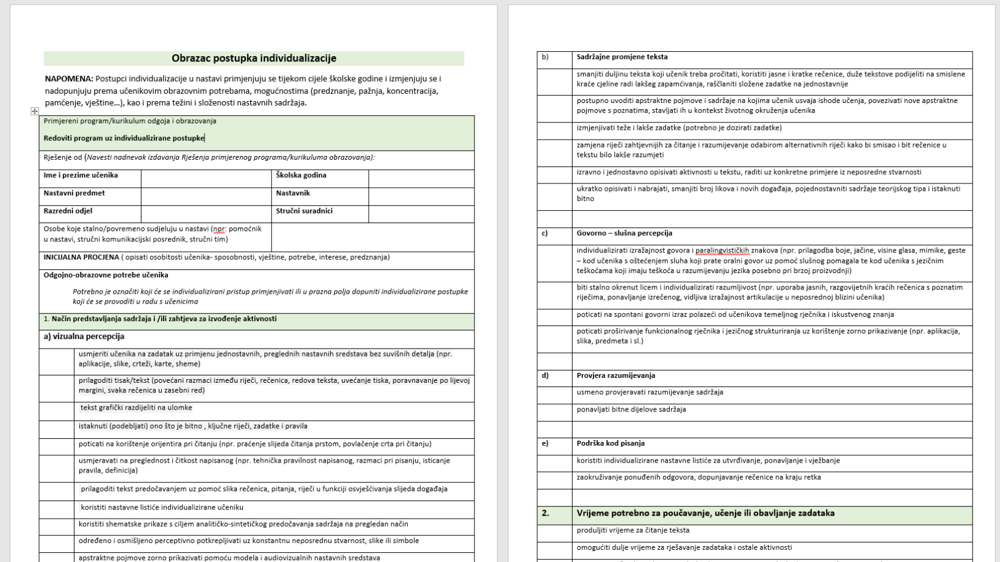 Obrazac postupka individualizacije
NAPOMENA: Postupci individualizacije u nastavi primjenjuju se tijekom cijele školske godine i izmjenjuju se i
nadopunjuju prema učenikovim obrazovnim potrebama, mogućnostima (predznanje, pažnja, koncentracija,
pamćenje, vještine…), kao i prema težini i složenosti nastavnih sadržaja.
Primjereni program/kurikulum odgoja i obrazovanja
Redoviti program uz individualizirane postupke
Rješenje od (Navesti nadnevak izdavanja Rješenja primjerenog programa/kurikuluma obrazovanja):
Ime i prezime učenika Školska godina
Nastavni predmet Nastavnik
Razredni odjel Stručni suradnici
Osobe koje stalno/povremeno sudjeluju u nastavi (npr: pomoćnik
u nastavi, stručni komunikacijski posrednik, stručni tim)
INICIJALNA PROCJENA ( opisati osobitosti učenika- sposobnosti, vještine, potrebe, interese, predznanja)
Odgojno-obrazovne potrebe učenika
Potrebno je označiti koji će se individualizirani pristup primjenjivati ili u prazna polja dopuniti individualizirane postupke
koji će se provoditi u radu s učenicima
1. Način predstavljanja sadržaja i /ili zahtjeva za izvođenje aktivnosti
a) vizualna percepcija
usmjeriti učenika na zadatak uz primjenu jednostavnih, preglednih nastavnih sredstava bez suvišnih detalja (npr.
aplikacije, slike, crteži, karte, sheme)
prilagoditi tisak/tekst (povećani razmaci između riječi, rečenica, redova teksta, uvećanje tiska, poravnavanje po lijevoj
margini, svaka rečenica u zasebni red)
tekst grafički razdijeliti na ulomke
istaknuti (podebljati) ono što je bitno , ključne riječi, zadatke i pravila
poticati na korištenje orijentira pri čitanju (npr. praćenje slijeda čitanja prstom, povlačenje crta pri čitanju)
usmjeravati na preglednost i čitkost napisanog (npr. tehnička pravilnost napisanog, razmaci pri pisanju, isticanje
pravila, definicija)
prilagoditi tekst predočavanjem uz pomoć slika rečenica, pitanja, riječi u funkciji osvješćivanja slijeda događaja
koristiti nastavne listiće individualizirane učeniku
koristiti shematske prikaze s ciljem analitičko-sintetičkog predočavanja sadržaja na pregledan način
određeno i osmišljeno perceptivno potkrepljivati uz konstantnu neposrednu stvarnost, slike ili simbole
apstraktne pojmove zorno prikazivati pomoću modela i audiovizualnih nastavnih sredstava
b) Sadržajne promjene teksta
smanjiti duljinu teksta koji učenik treba pročitati, koristiti jasne i kratke rečenice, duže tekstove podijeliti na smislene
kraće cjeline radi lakšeg zapamćivanja, raščlaniti složene zadatke na jednostavnije
postupno uvoditi apstraktne pojmove i sadržaje na kojima učenik usvaja ishode učenja, povezivati nove apstraktne
pojmove s poznatima, stavljati ih u kontekst životnog okruženja učenika
izmjenjivati teže i lakše zadatke (potrebno je dozirati zadatke)
zamjena riječi zahtjevnijih za čitanje i razumijevanje odabirom alternativnih riječi kako bi smisao i bit rečenice u
tekstu bilo lakše razumjeti
izravno i jednostavno opisivati aktivnosti u tekstu, raditi uz konkretne primjere iz neposredne stvarnosti
ukratko opisivati i nabrajati, smanjiti broj likova i novih događaja, pojednostavniti sadržaje teorijskog tipa i istaknuti
bitno
c) Govorno – slušna percepcija
individualizirati izražajnost govora i paralingvističkih znakova (npr. prilagodba boje, jačine, visine glasa, mimike, geste
– kod učenika s oštećenjem sluha koji prate oralni govor uz pomoć slušnog pomagala te kod učenika s jezičnim
teškoćama koji imaju teškoća u razumijevanju jezika posebno pri brzoj proizvodnji)
biti stalno okrenut licem i individualizirati razumljivost (npr. uporaba jasnih, razgovijetnih kraćih rečenica s poznatim
riječima, ponavljanje izrečenog, vidljiva izražajnost artikulacije u neposrednoj blizini učenika)
poticati na spontani govorni izraz polazeći od učenikova temeljnog rječnika i iskustvenog znanja
poticati proširivanje funkcionalnog rječnika i jezičnog strukturiranja uz korištenje zorno prikazivanje (npr. aplikacija,
slika, predmeta i sl.)
d) Provjera razumijevanja
usmeno provjeravati razumijevanje sadržaja
ponavljati bitne dijelove sadržaja
e) Podrška kod pisanja
koristiti individualizirane nastavne listiće za utvrđivanje, ponavljanje i vježbanje
zaokruživanje ponuđenih odgovora, dopunjavanje rečenice na kraju retka
2. Vrijeme potrebno za poučavanje, učenje ili obavljanje zadataka
produljiti vrijeme za čitanje teksta
omogućiti dulje vrijeme za rješavanje zadataka i ostale aktivnosti